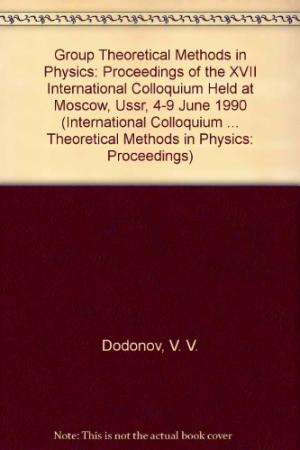 Group Theoretical Methods in
Physics: Proceedings of the XVII
International Colloquium Held at
Moscow, Ussr, 4-9 June 1990
(International Colloquium ...
Theoretical Methods in Physics:
Proceedings)
Dodonov, V. V.
Note: This is not the actual book cover